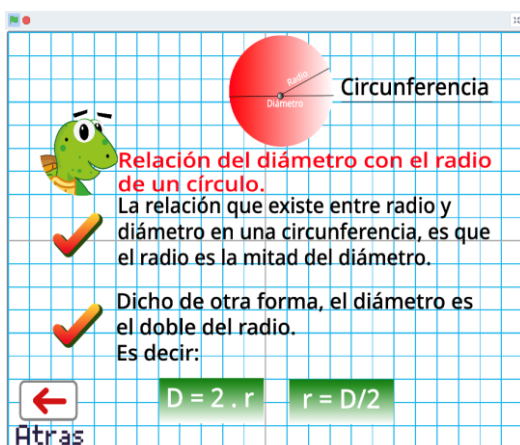 Radio
Diámetro
Circunferencia
Relación del diámetro con el radio
de un círculo.
La relación que existe entre radio y
diámetro en una circunferencia, es que
el radio es la mitad del diámetro.
Dicho de otra forma, el diámetro es
el doble del radio.
Es decir:
D = 2 . r
r = D/2
Atras